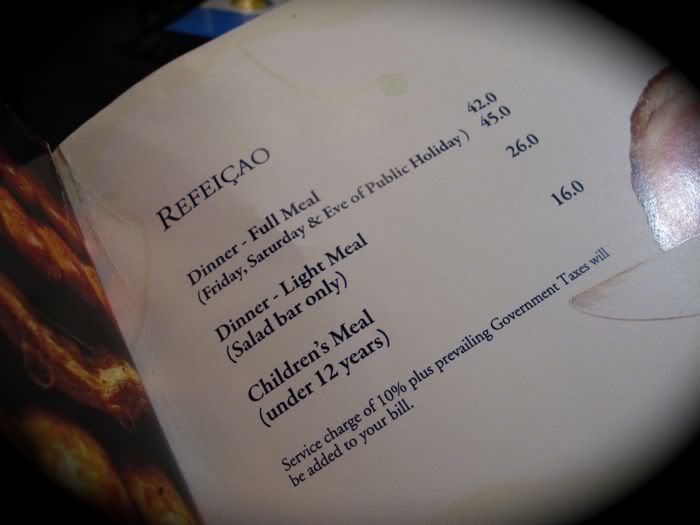 REFEIÇAO
Dinner - Full Meal 42.0
(Friday, Saturday & Eve of Public Holiday) 45.0
Dinner - Light Meal 26.0
(Salad bar only)
Children's Meal 16.0
(under 12 years)
Service charge of 10% plus prevailing Government Taxes will
be added to your bill.